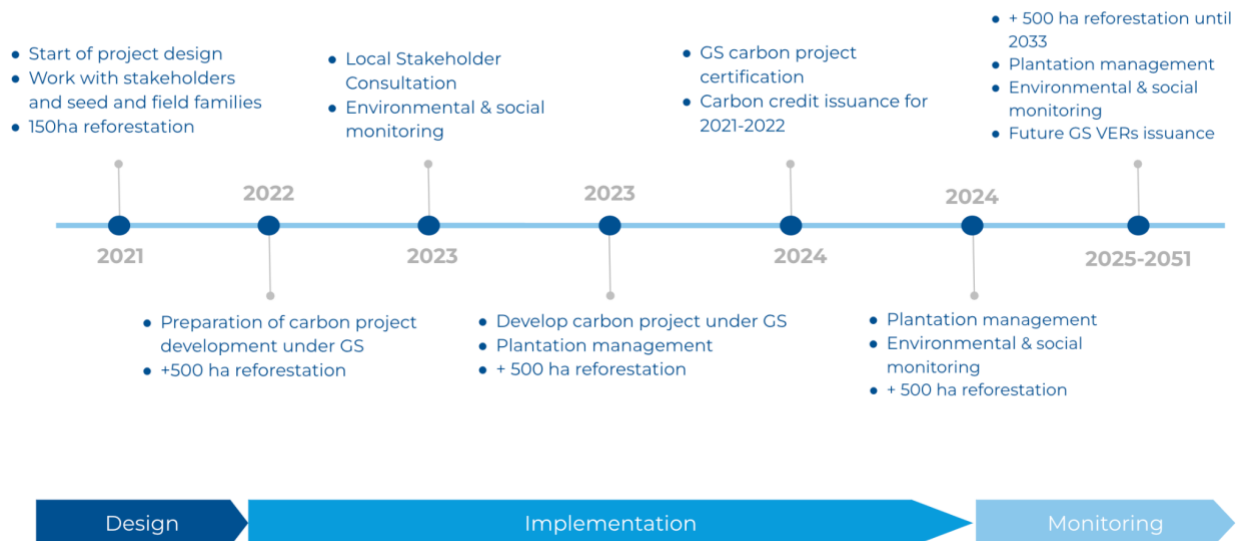 ● Start of project design
● Work with stakeholders
and seed and field families
● 150ha reforestation
● Local Stakeholder
Consultation
● Environmental & social
monitoring
● GS carbon project
certification
● Carbon credit issuance for
2021-2022
● + 500 ha reforestation until
2033
● Plantation management
● Environmental & social
monitoring
● Future GS VERs issuance
2022
2023
2024
2021
2023
2024
2025-2051
● Preparation of carbon project
development under GS
● +500 ha reforestation
● Develop carbon project under GS
● Plantation management
● + 500 ha reforestation
● Plantation management
● Environmental & social
monitoring
● + 500 ha reforestation
Design
Implementation
Monitoring